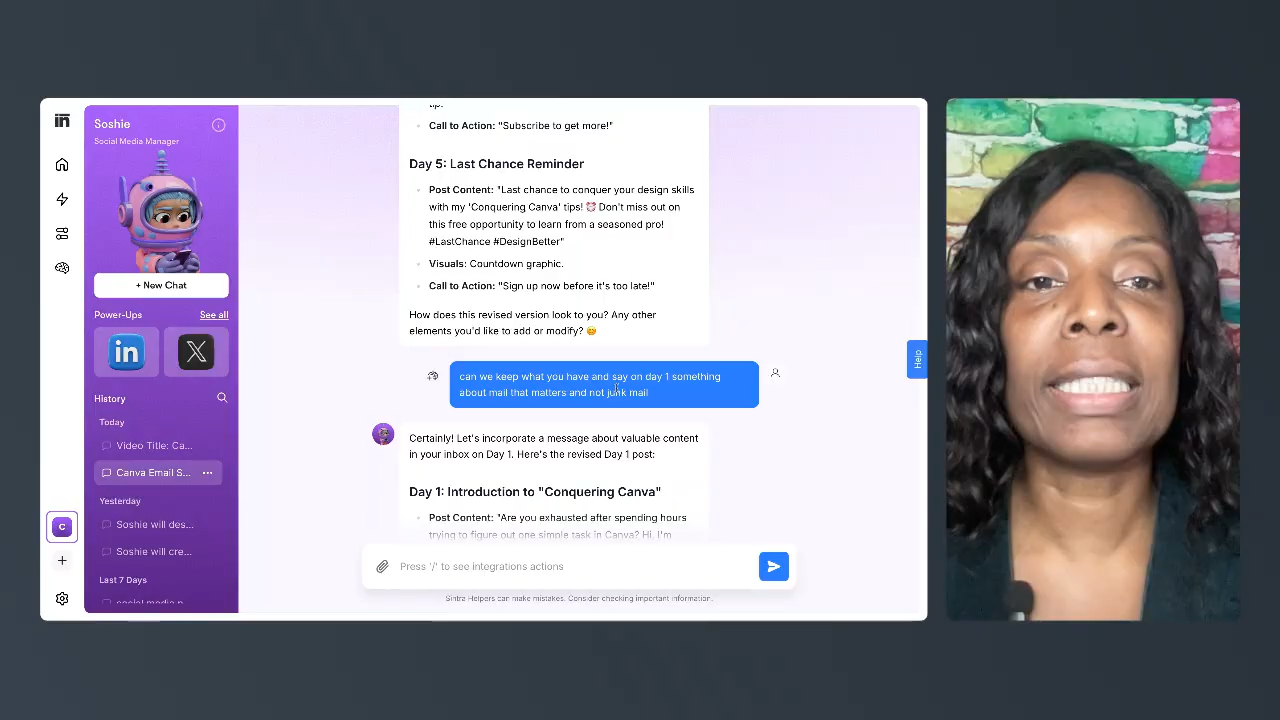 in
Soshie
Social Media Manager
+ New Chat
Power-Ups
See all
in
X
History
Today
Video Title: Ca...
Canva Email S...
Yesterday
Soshie will des...
Soshie will cre...
Last 7 Days
social media p
C
+
tip.
Call to Action: "Subscribe to get more!"
Day 5: Last Chance Reminder
Post Content: "Last chance to conquer your design skills
with my 'Conquering Canva' tips! ⏰ Don't miss out on
this free opportunity to learn from a seasoned pro!
#LastChance #DesignBetter"
Visuals: Countdown graphic.
Call to Action: "Sign up now before it's too late!"
How does this revised version look to you? Any other
elements you'd like to add or modify? 😊
can we keep what you have and say on day 1 something
about mail that matters and not junk mail
Certainly! Let's incorporate a message about valuable content
in your inbox on Day 1. Here's the revised Day 1 post:
Day 1: Introduction to "Conquering Canva"
Post Content: "Are you exhausted after spending hours
trying to figure out one simple task in Canva? Hi, I'm
Press '/' to see integrations actions
Sintra Helpers can make mistakes. Consider checking important information.
Help